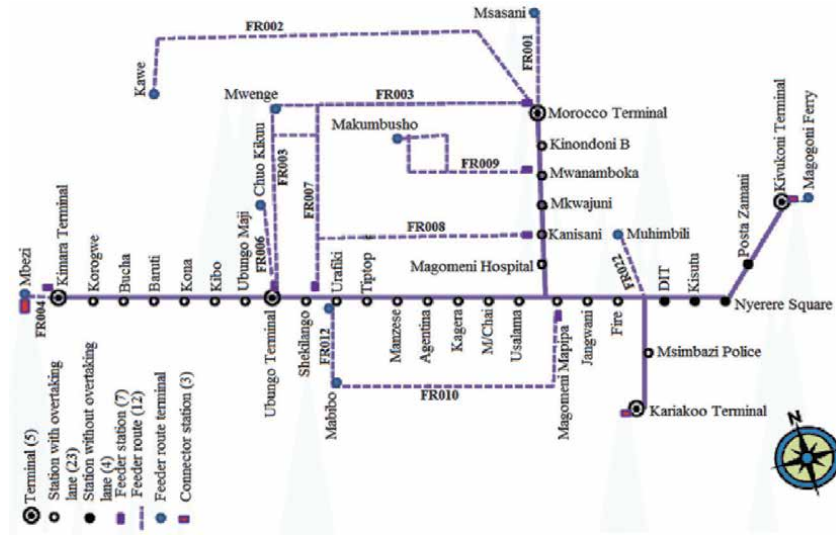 Msasani
FR002
FR001
Kawe
Mwenge
FR003
Morocco Terminal
Makumbusho
Kinondoni B
Chuo Kikuu
FR003
FR007
FR009
Mwanamboka
Kivukoni Terminal
Magogoni Ferry
Mkwajuni
FR006
FR008
Kanisani
Muhimbili
Posta Zamani
Magomeni Hospital
FR022
Mbezi
Kimara Terminal
Korogwe
Bucha
Baruti
Kona
Kibo
Ubungo Maji
Urafiki
Tiptop
DIT
Kisutu
FR004
Nyerere Square
Ubungo Terminal
Shekilango
FR012
Manzese
Agentina
Kagera
M/Chai
Usalama
Magomeni Mapipa
Jangwani
Fire
Msimbazi Police
Mabibo
FR010
Kariakoo Terminal
N
Terminal (5)
Station with overtaking
lane (23)
Station without overtaking
lane (4)
Feeder station (7)
Feeder route (12)
Feeder route terminal
Connector station (3)